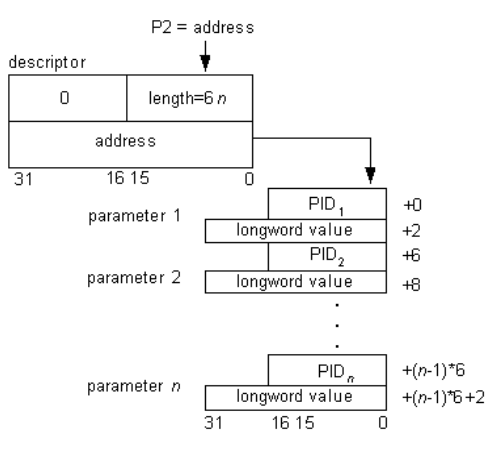 P2 = address
descriptor
0 length=6 n
address
31 16 15 0
PID1 +0
parameter 1
longword value +2
PID2 +6
parameter 2
longword value +8
.
.
.
PIDn +(n-1)*6
parameter n
longword value +(n-1)*6+2
31 16 15 0